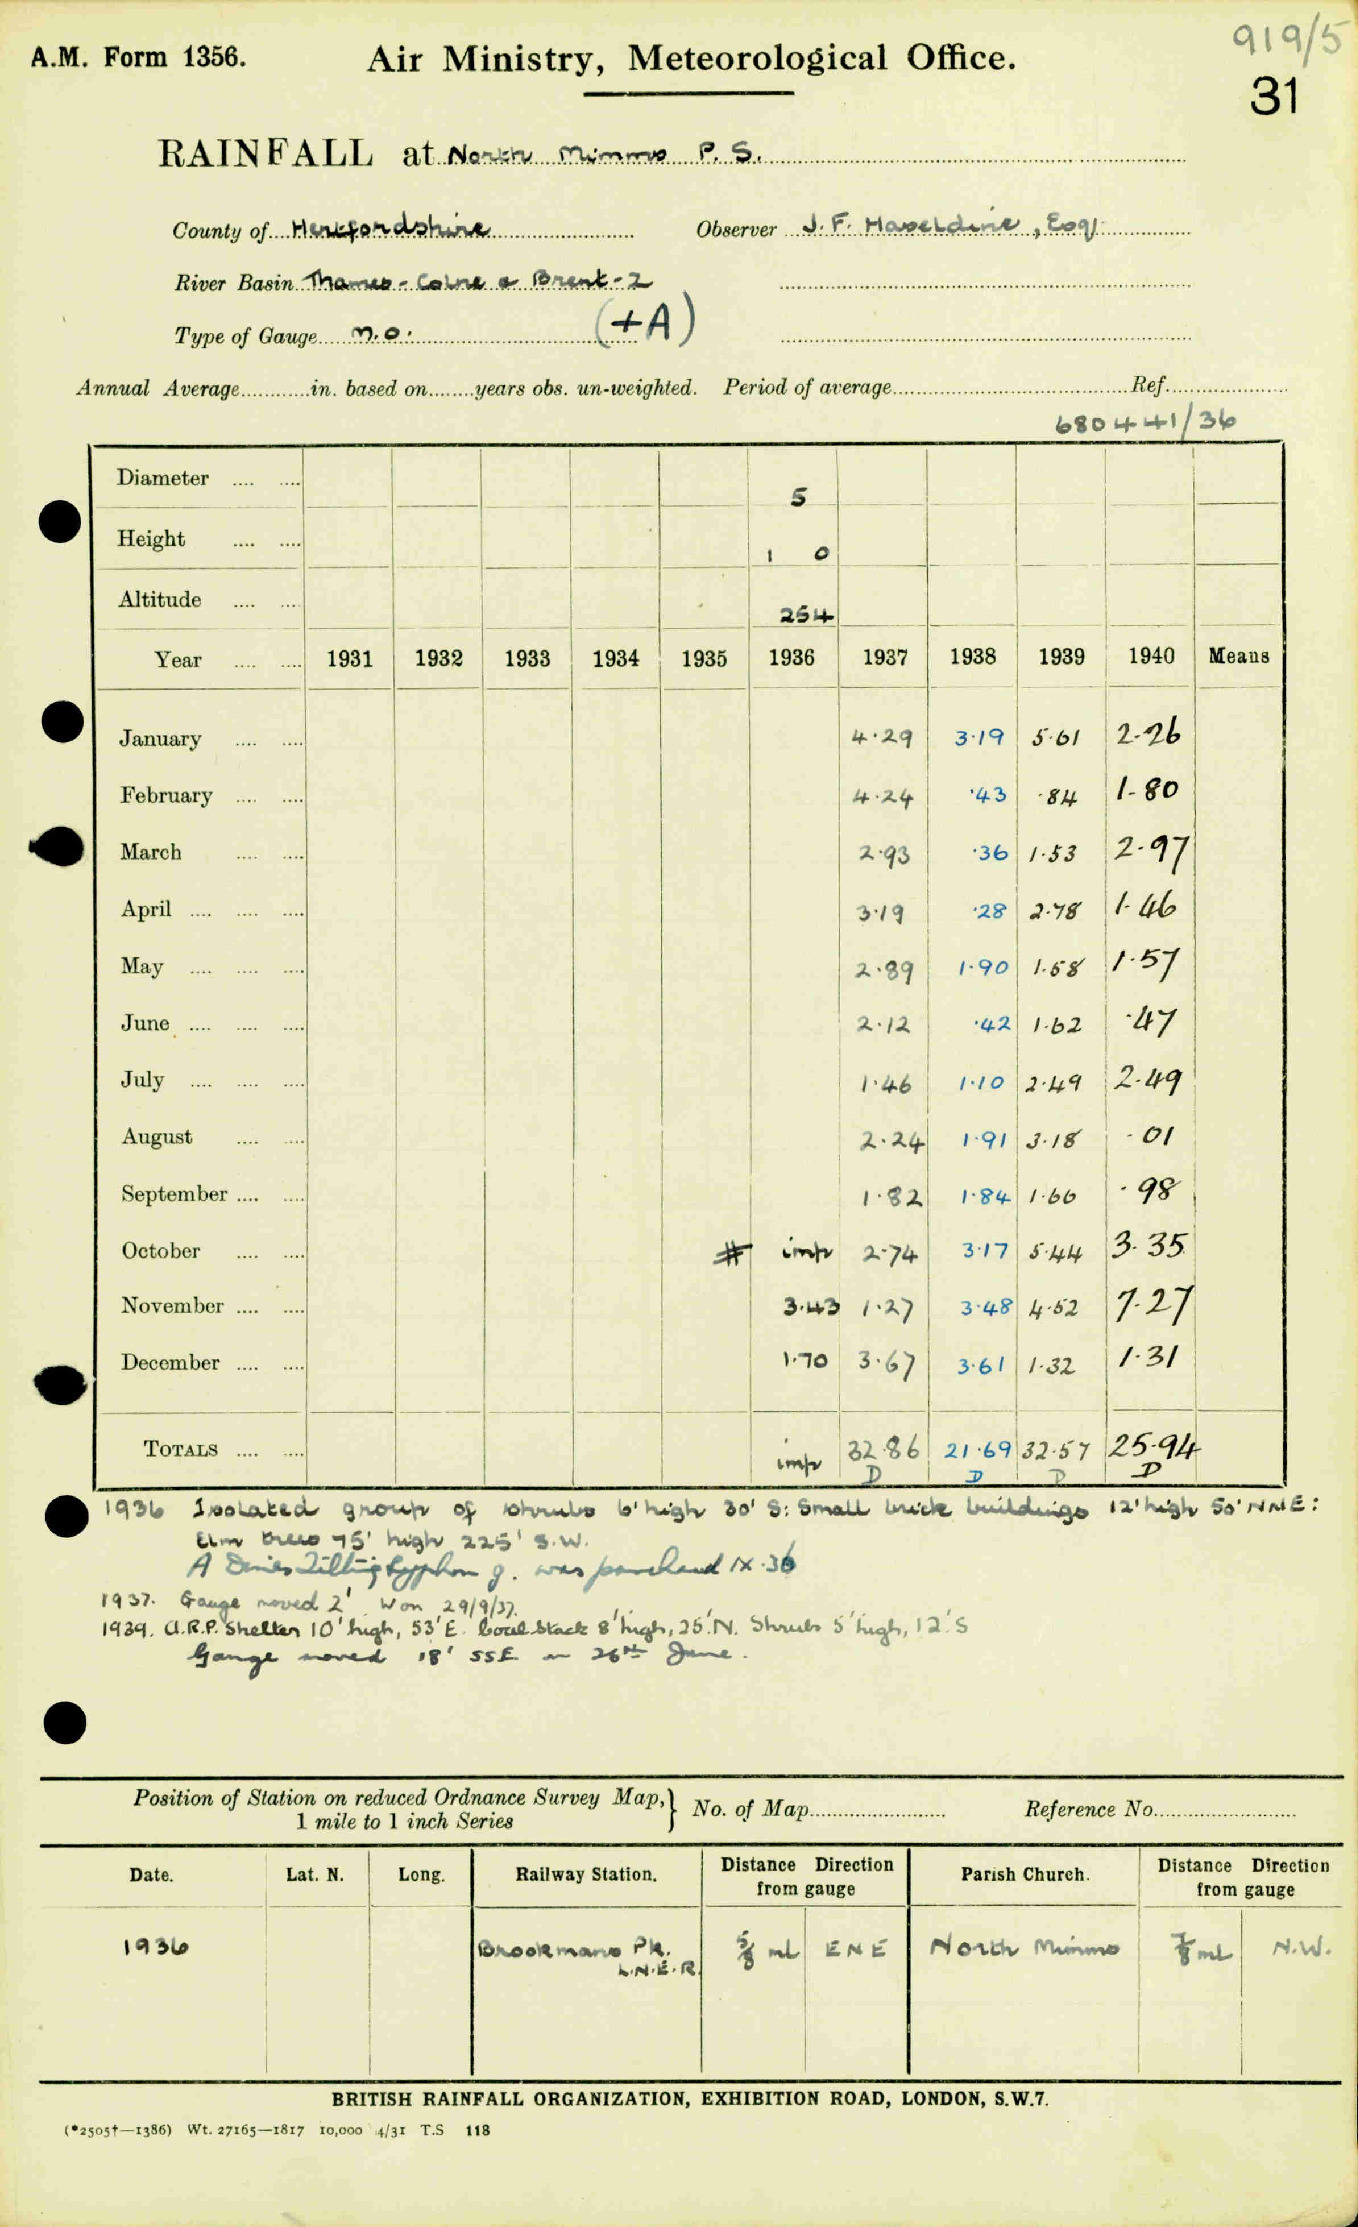 919/5
A.M. Form 1356. Air Ministry, Meteorological Office.
31
RAINFALL at North Mimms P. S.
County of Hertfordshire Observer J. F. Haseldine, Esq.
River Basin Thames - Colne & Brent - 2
Type of Gauge M.O. (+A)
Annual Average in. based on years obs. un-weighted. Period of average Ref.
680441/36
Diameter 5
Height 1 0
Altitude 254
Year 1931 1932 1933 1934 1935 1936 1937 1938 1939 1940 Means
January 4.29 3.19 5.61 2.26
February 4.24 .43 .84 1.80
March 2.93 .36 1.53 2.97
April 3.19 .28 2.78 1.46
May 2.89 1.90 1.58 1.57
June 2.12 .42 1.62 .47
July 1.46 1.10 2.49 2.49
August 2.24 1.91 3.18 .01
September 1.82 1.84 1.66 .98
October # imp 2.74 3.17 5.44 3.35
November 3.43 1.27 3.48 4.52 7.27
December 1.70 3.67 3.61 1.32 1.31
TOTALS imp 32.86 21.69 32.57 25.94
D D D D
1936 Isolated group of shrubs 6' high 30' S: Small brick buildings 12' high 50' NNE:
Elm trees 75' high 225' S.W.
A Dines Tilting Syphon g. was purchased IX.36
1937. Gauge moved 2' W on 29/9/37.
1939. A.R.P. Shelter 10' high, 53' E. Coal stack 8' high, 25' N. Shrubs 5' high, 12' S
Gauge moved 18' SSE on 26th June.
Position of Station on reduced Ordnance Survey Map, } No. of Map Reference No.
1 mile to 1 inch Series
Date. Lat. N. Long. Railway Station. Distance Direction from gauge Parish Church. Distance Direction from gauge
1936 Brookmans Pk. L.N.E.R. 5/8 ml ENE North Mimms 7/8 ml N.W.
BRITISH RAINFALL ORGANIZATION, EXHIBITION ROAD, LONDON, S.W.7.
(*2505†—1386) Wt. 27165—1817 10,000 4/31 T.S 118